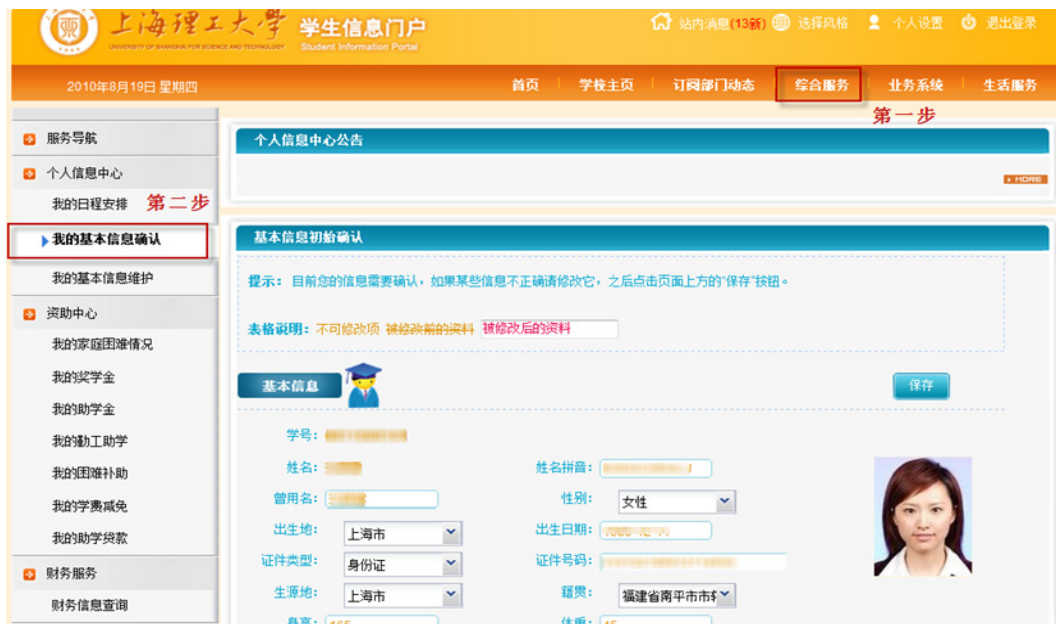 上海理工大学 学生信息门户
UNIVERSITY OF SHANGHAI FOR SCIENCE AND TECHNOLOGY Student Information Portal
站内消息(13新) 选择风格 个人设置 退出登录
2010年8月19日 星期四 首页 学校主页 订阅部门动态 综合服务 业务系统 生活服务
第一步
服务导航
个人信息中心
我的日程安排 第二步
我的基本信息确认
我的基本信息维护
资助中心
我的家庭困难情况
我的奖学金
我的助学金
我的勤工助学
我的困难补助
我的学费减免
我的助学贷款
财务服务
财务信息查询
个人信息中心公告
MORE
基本信息初始确认
提示: 目前您的信息需要确认,如果某些信息不正确请修改它,之后点击页面上方的“保存”按钮。
表格说明: 不可修改项 被修改前的资料 被修改后的资料
基本信息 保存
学号:
姓名: 姓名拼音:
曾用名: 性别: 女性
出生地: 上海市 出生日期:
证件类型: 身份证 证件号码:
生源地: 上海市 籍贯: 福建省南平市市
身高: 165 体重: 45